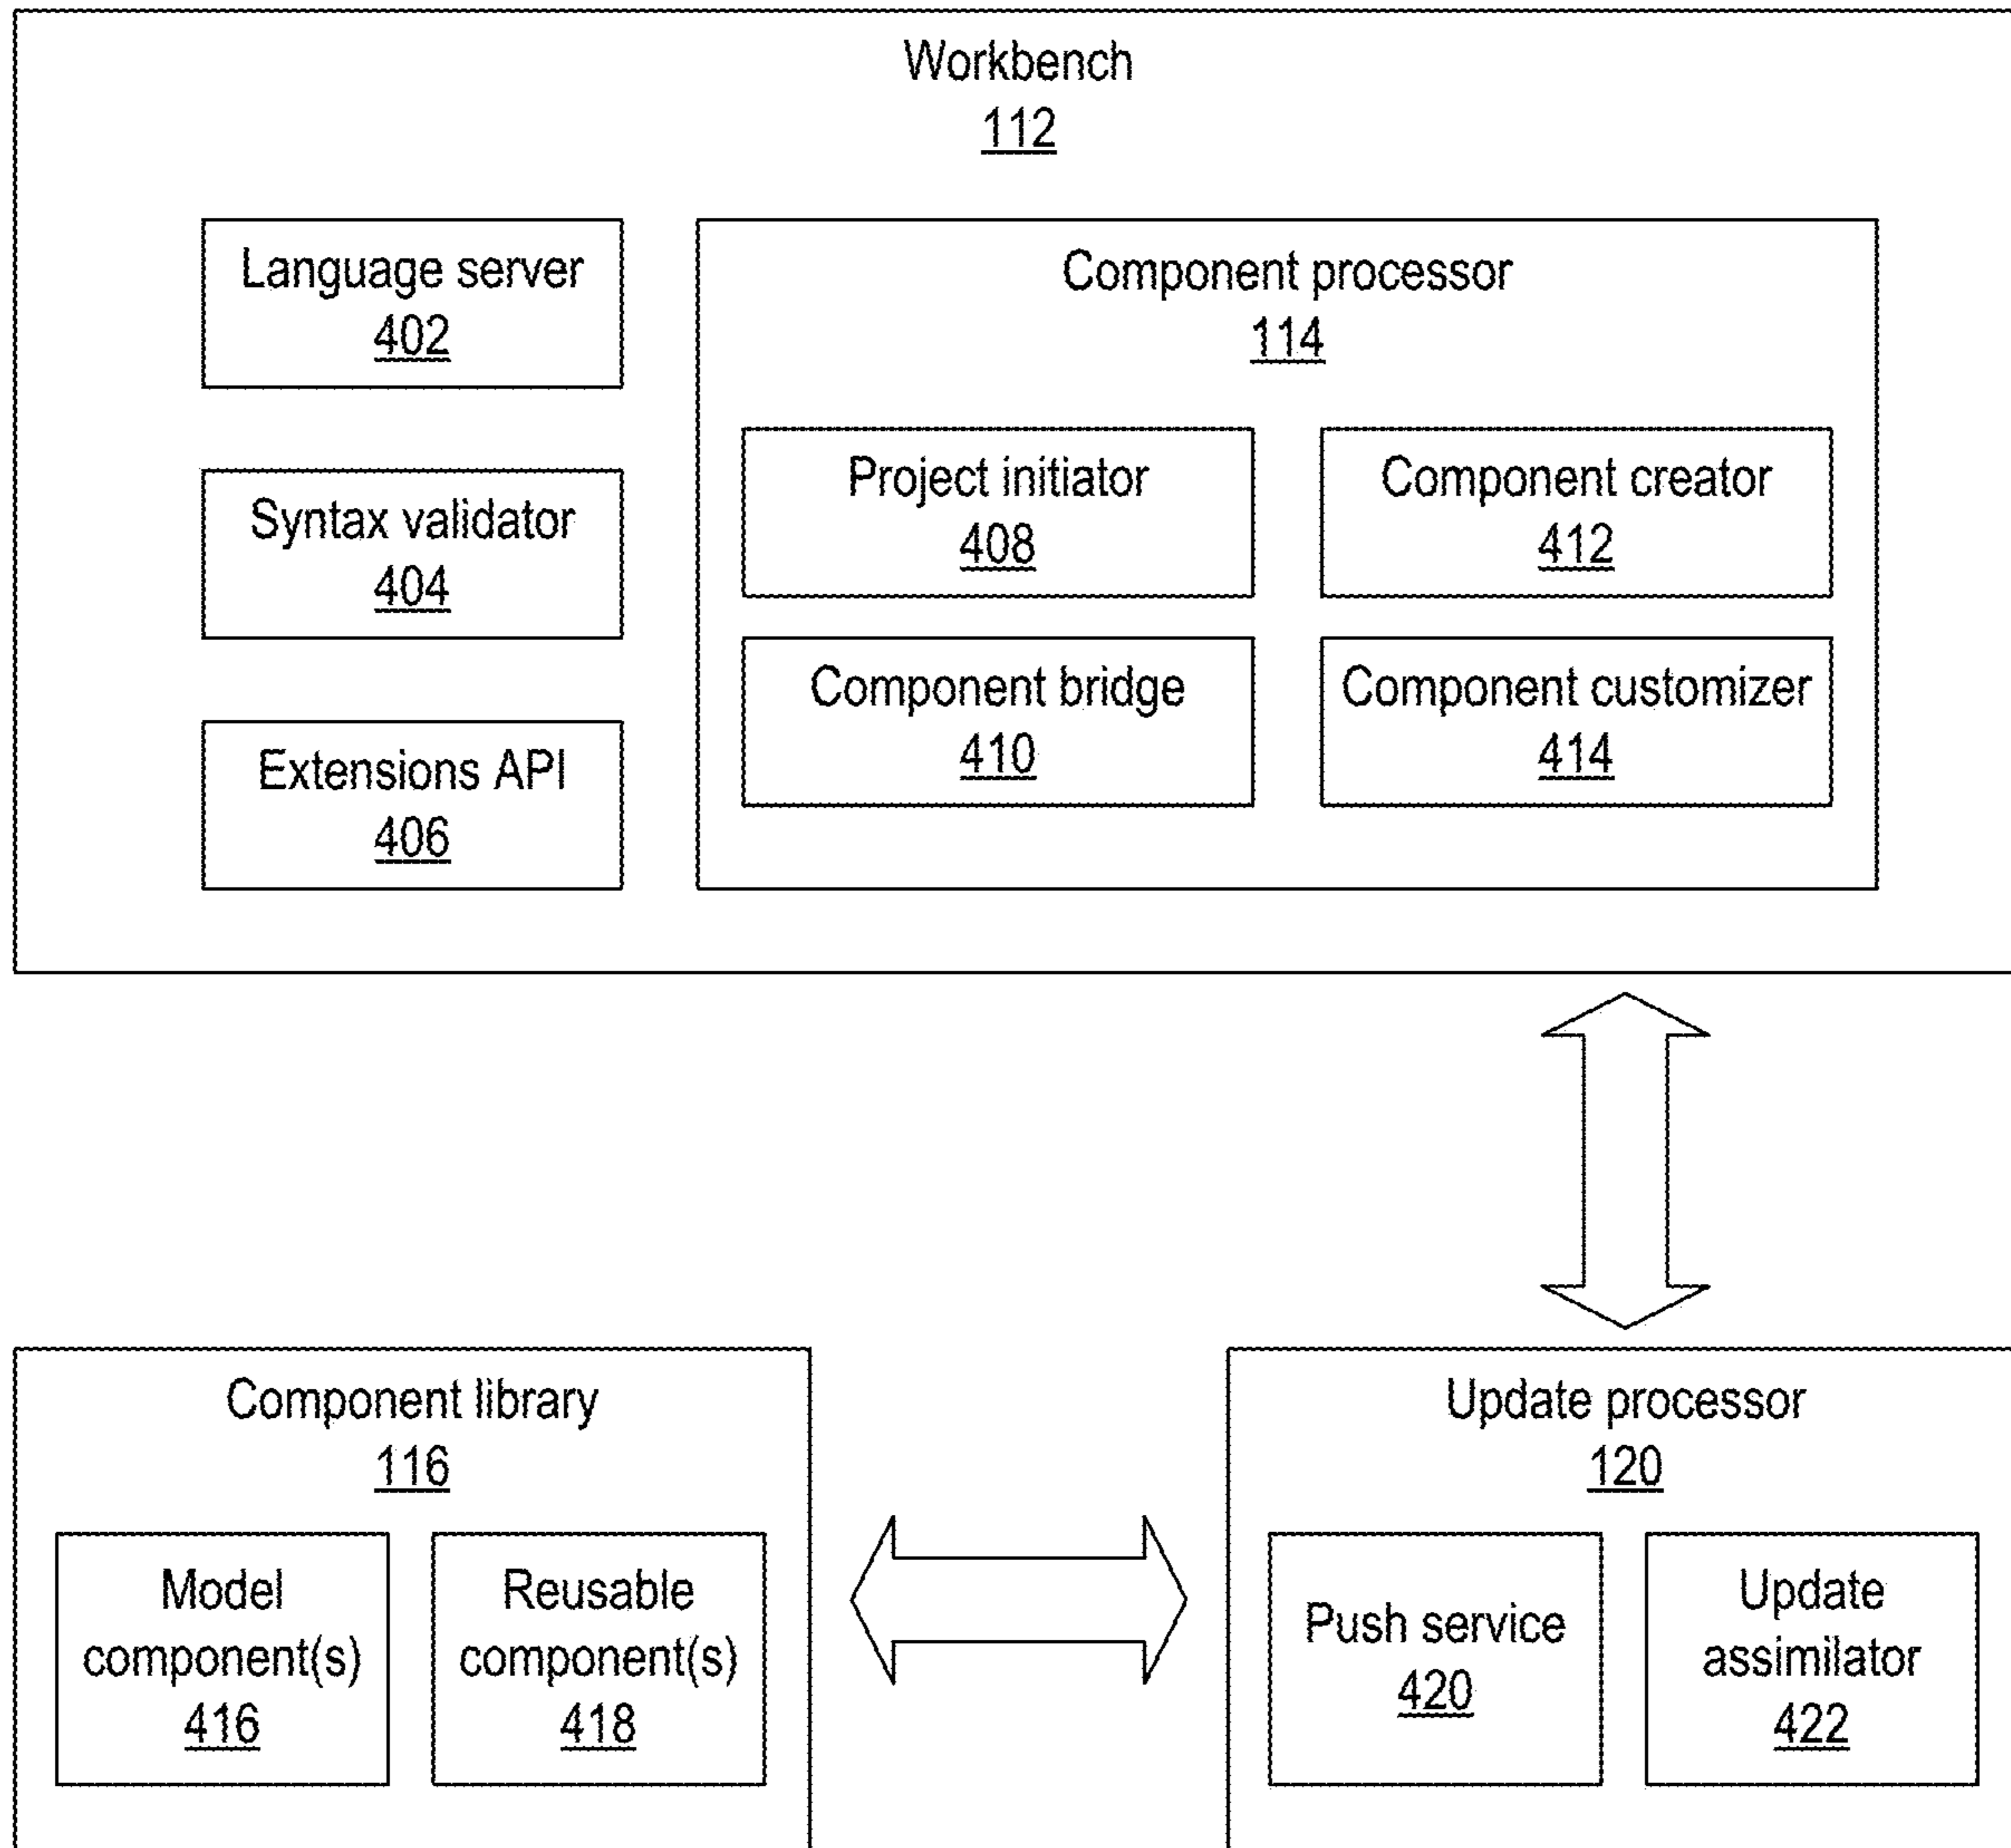 Workbench
112
Language server
402
Syntax validator
404
Extensions API
406
Component processor
114
Project initiator
408
Component creator
412
Component bridge
410
Component customizer
414
Component library
116
Model
component(s)
416
Reusable
component(s)
418
Update processor
120
Push service
420
Update
assimilator
422